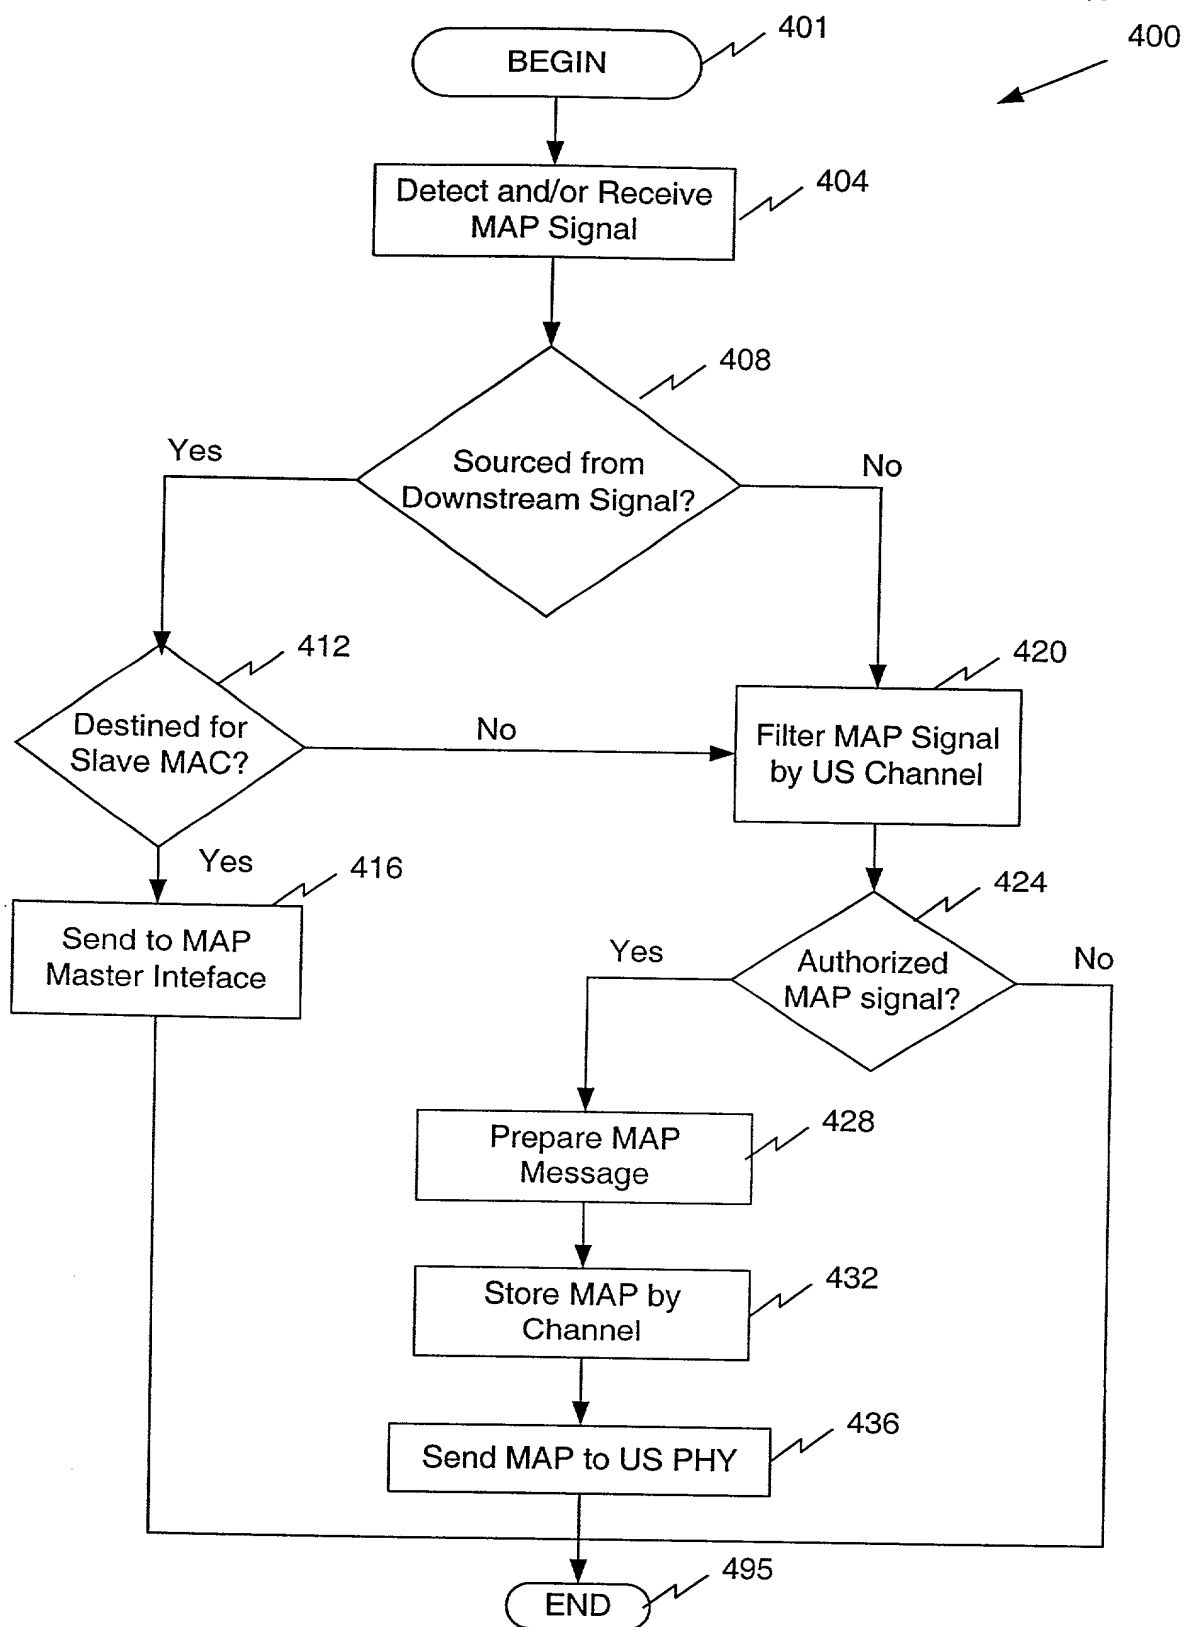 401
400
BEGIN
404
Detect and/or Receive
MAP Signal
408
Yes
Sourced from
Downstream Signal?
No
412
Destined for
Slave MAC?
No
420
Filter MAP Signal
by US Channel
Yes
416
Send to MAP
Master Inteface
424
Yes
Authorized
MAP signal?
No
428
Prepare MAP
Message
432
Store MAP by
Channel
436
Send MAP to US PHY
495
END